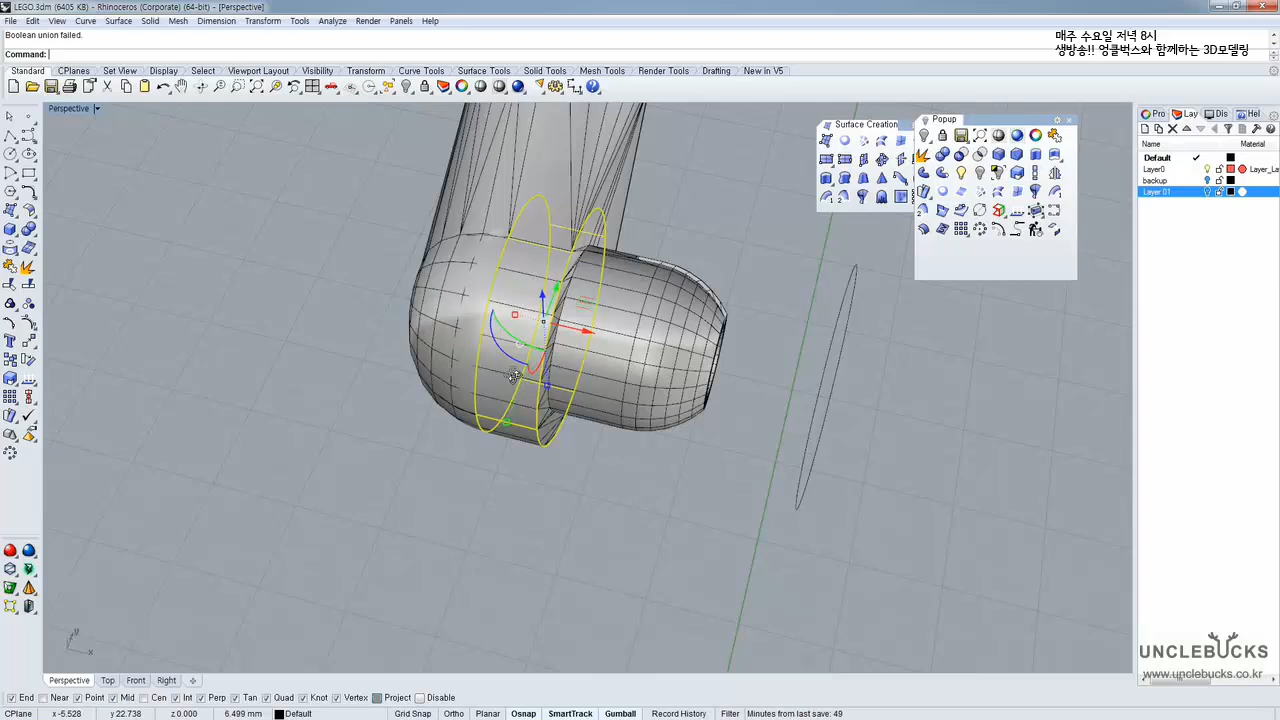 LEGO.3dm (6405 KB) - Rhinoceros (Corporate) (64-bit) - [Perspective]
File Edit View Curve Surface Solid Mesh Dimension Transform Tools Analyze Render Panels Help
Boolean union failed.
Command:
매주 수요일 저녁 8시
생방송!! 엉클벅스와 함께하는 3D모델링
Standard CPlanes Set View Display Select Viewport Layout Visibility Transform Curve Tools Surface Tools Solid Tools Mesh Tools Render Tools Drafting New in V5
Perspective
Surface Creation
Popup
Pro Lay Dis Hel
Name Material
Default
Layer0 Layer_La
backup
Layer 01
y
x
UNCLEBUCKS
www.unclebucks.co.kr
Perspective Top Front Right
End Near Point Mid Cen Int Perp Tan Quad Knot Vertex Project Disable
CPlane x -5.528 y 22.738 z 0.000 6.499 mm Default Grid Snap Ortho Planar Osnap SmartTrack Gumball Record History Filter Minutes from last save: 49